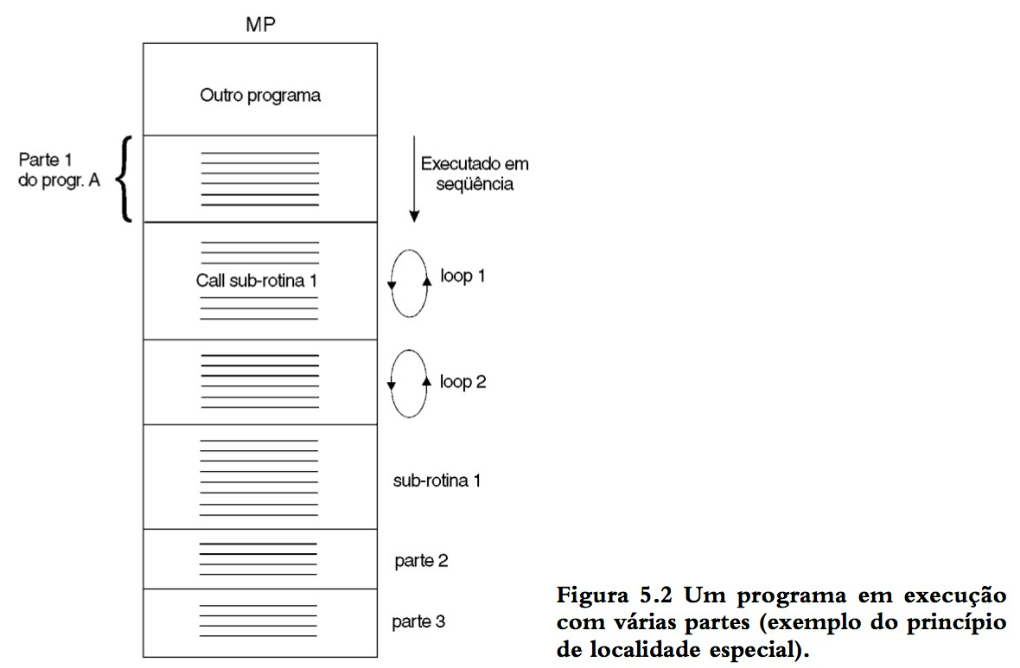 MP
Outro programa
Parte 1
do progr. A
Executado em
seqüência
Call sub-rotina 1
loop 1
loop 2
sub-rotina 1
parte 2
parte 3
Figura 5.2 Um programa em execução
com várias partes (exemplo do princípio
de localidade especial).